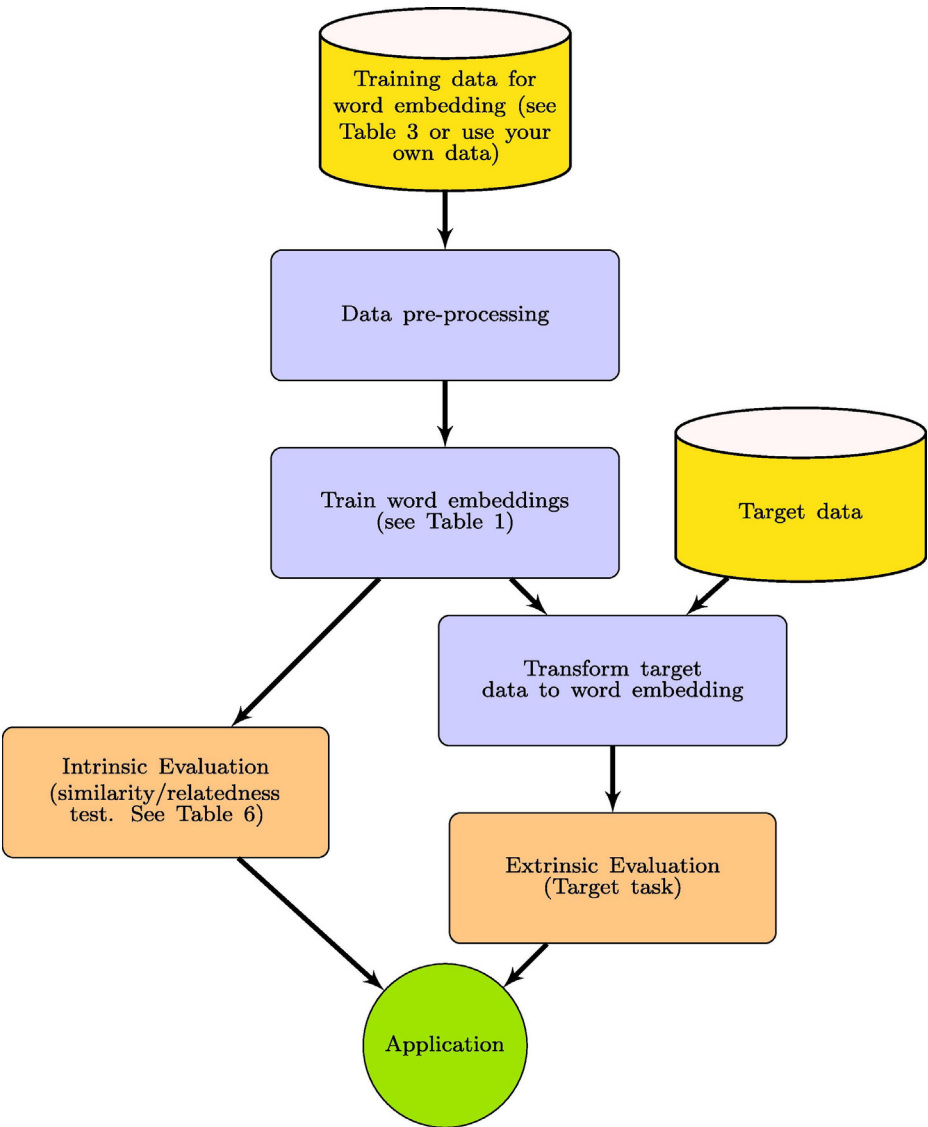 Training data for
word embedding (see
Table 3 or use your
own data)
Data pre-processing
Train word embeddings
(see Table 1)
Target data
Transform target
data to word embedding
Intrinsic Evaluation
(similarity/relatedness
test. See Table 6)
Extrinsic Evaluation
(Target task)
Application